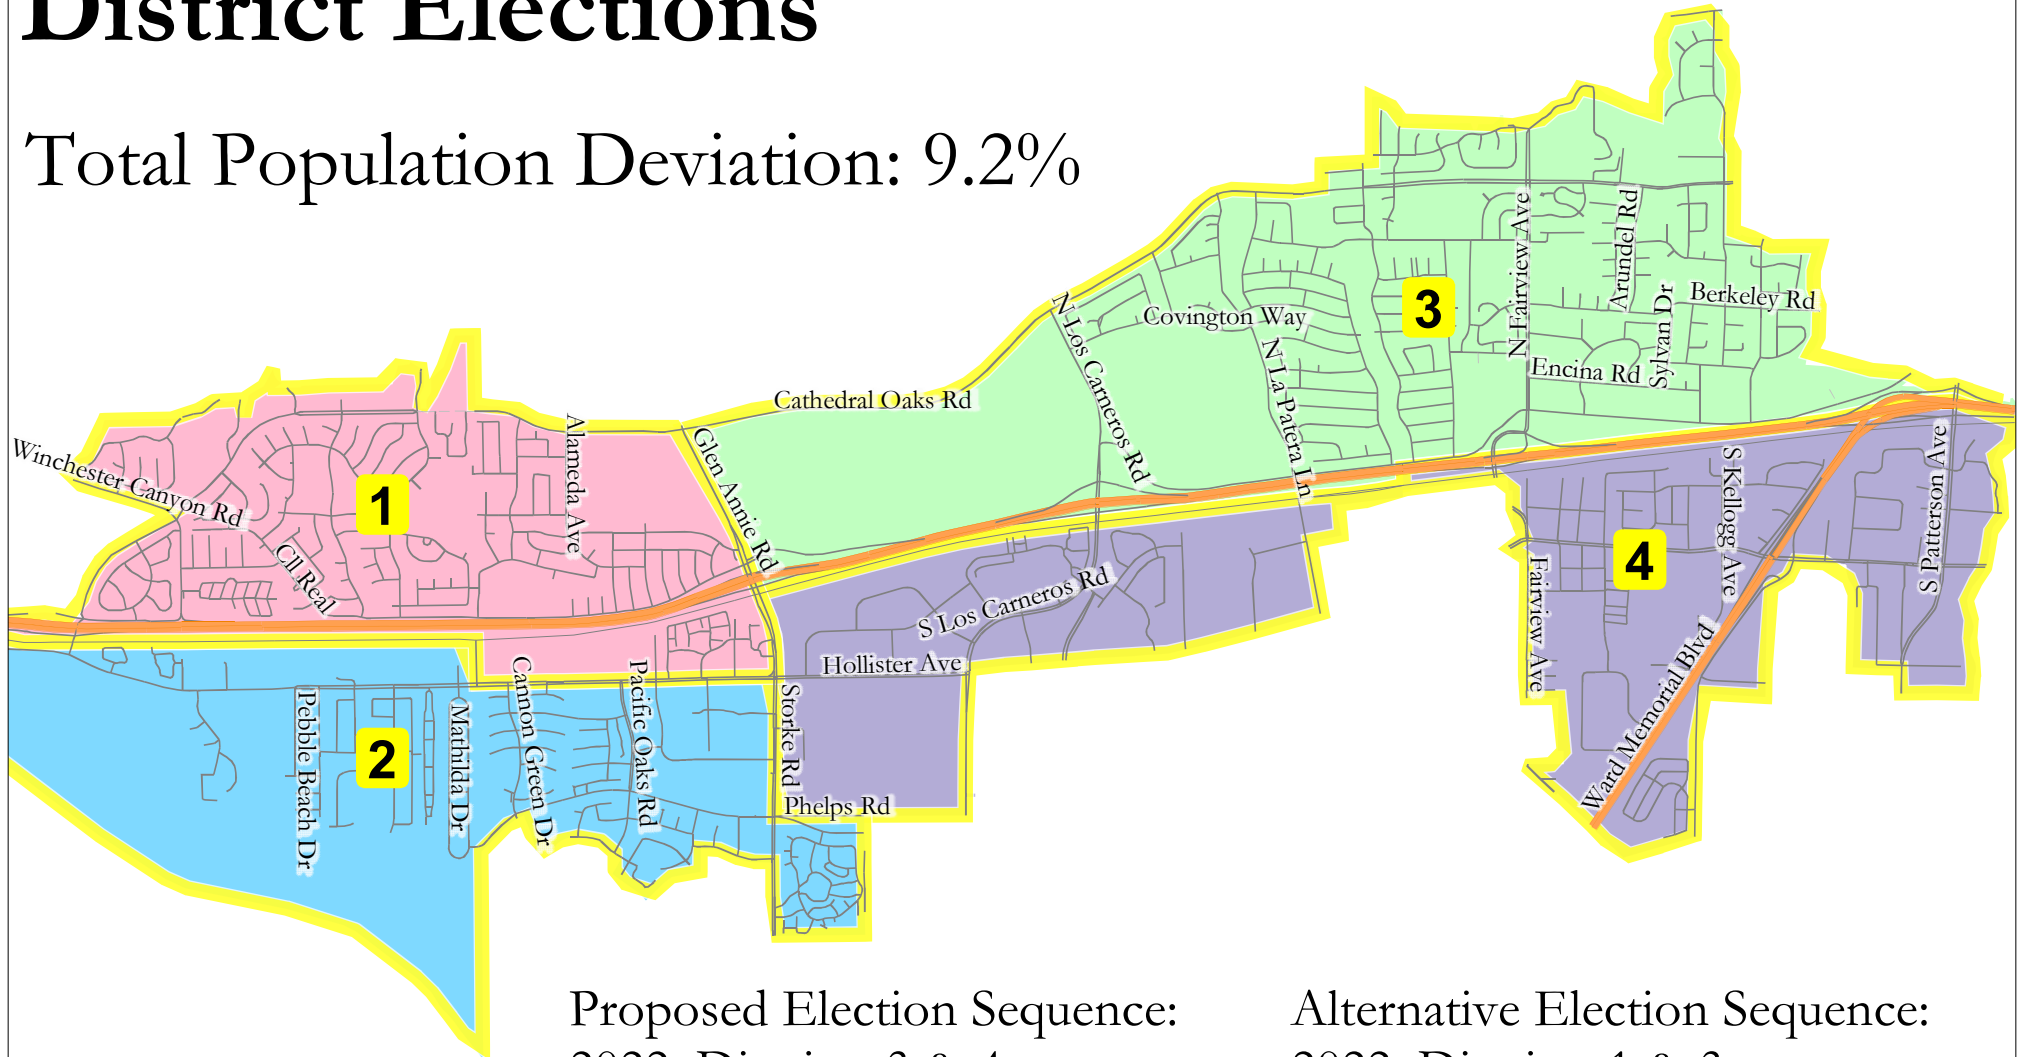 District Elections
Total Population Deviation: 9.2%
N Fairview Ave
Arundel Rd
Berkeley Rd
Sylvan Dr
3
Covington Way
N Los Carneros Rd
N La Patera Ln
Encina Rd
Cathedral Oaks Rd
Glen Annie Rd
Alameda Ave
Winchester Canyon Rd
1
Cll Real
S Kellogg Ave
S Patterson Ave
4
Fairview Ave
S Los Carneros Rd
Hollister Ave
Ward Memorial Blvd
Cannon Green Dr
Pacific Oaks Rd
Storke Rd
Pebble Beach Dr
2
Mathilda Dr
Phelps Rd
Proposed Election Sequence:
Alternative Election Sequence: